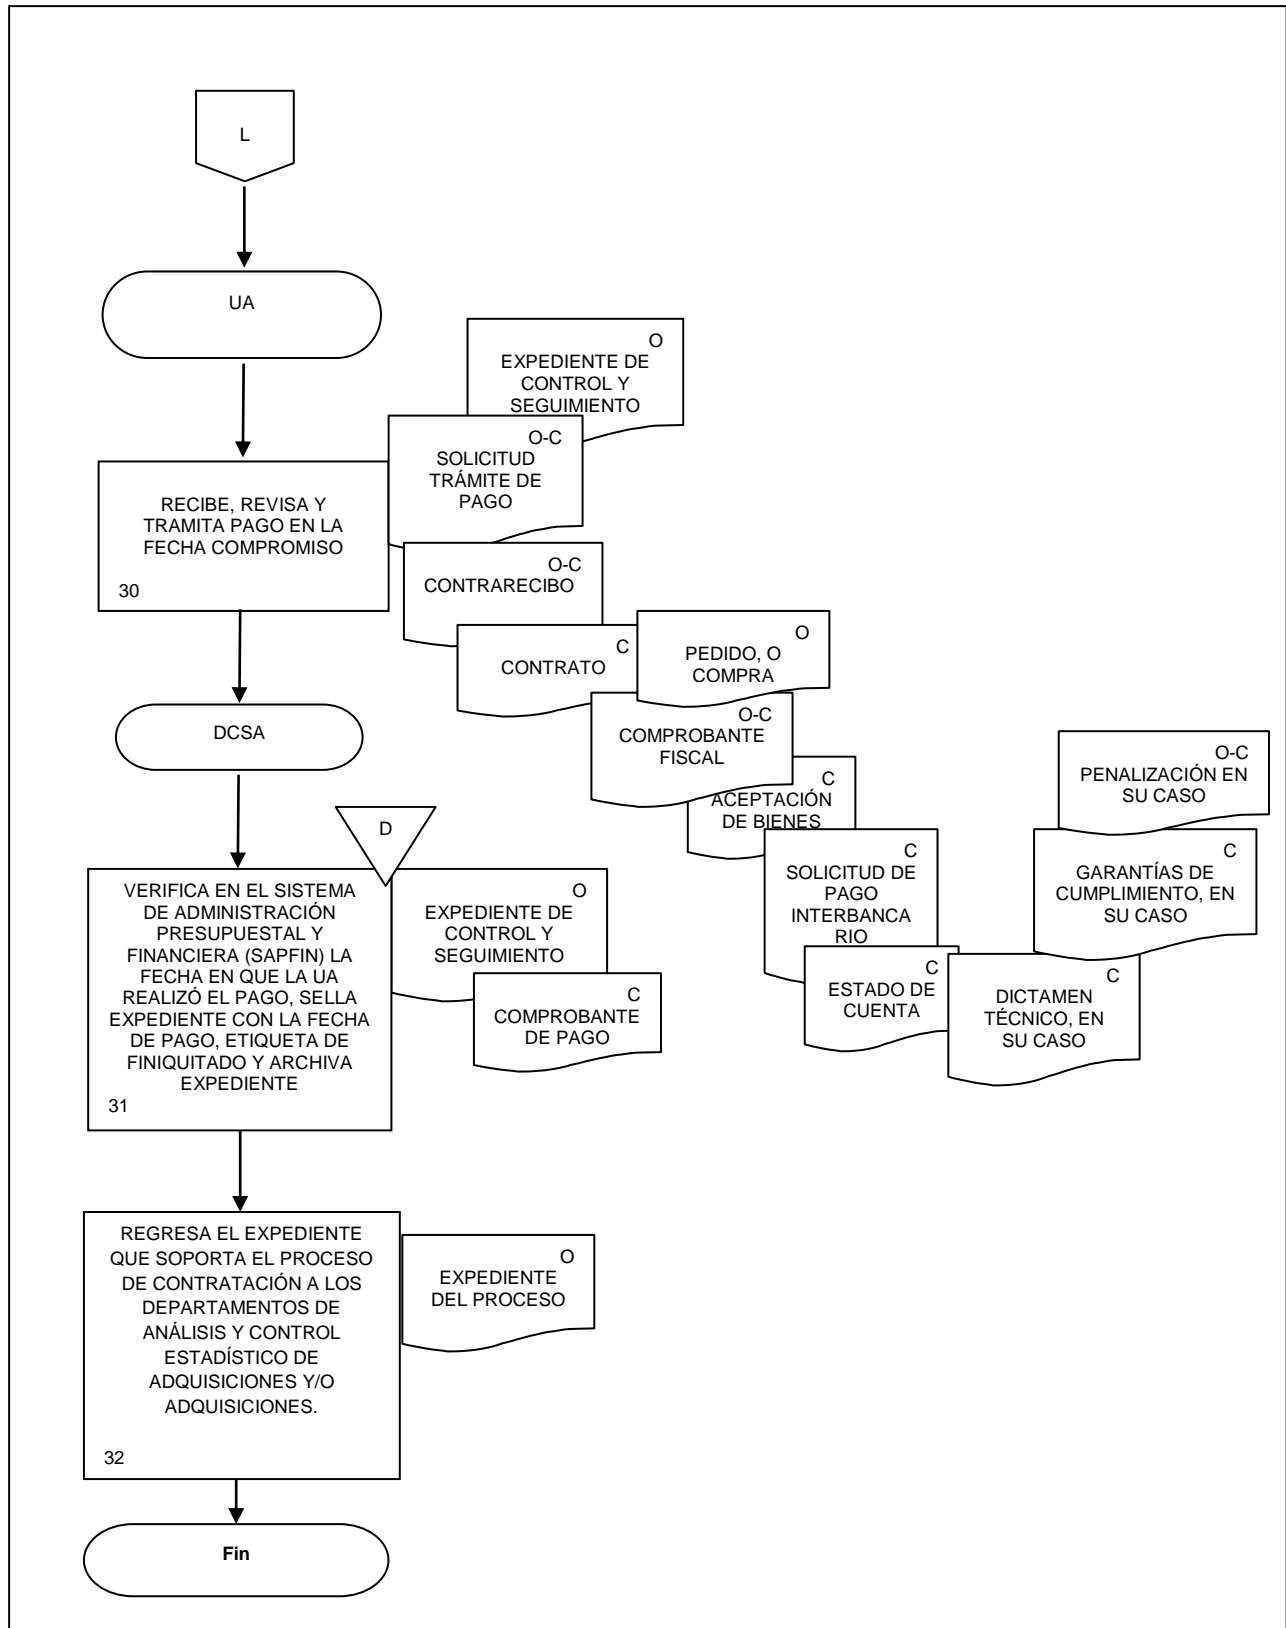 L
UA
O
EXPEDIENTE DE
CONTROL Y
SEGUIMIENTO
O-C
SOLICITUD
TRÁMITE DE
PAGO
RECIBE, REVISA Y
TRAMITA PAGO EN LA
FECHA COMPROMISO
30
O-C
CONTRARECIBO
C
CONTRATO
O
PEDIDO, O
COMPRA
O-C
COMPROBANTE
FISCAL
C
ACEPTACIÓN
DE BIENES
C
SOLICITUD DE
PAGO
INTERBANCA
RIO
C
ESTADO DE
CUENTA
C
DICTAMEN
TÉCNICO, EN
SU CASO
C
GARANTÍAS DE
CUMPLIMIENTO, EN
SU CASO
O-C
PENALIZACIÓN EN
SU CASO
DCSA
D
VERIFICA EN EL SISTEMA
DE ADMINISTRACIÓN
PRESUPUESTAL Y
FINANCIERA (SAPFIN) LA
FECHA EN QUE LA UA
REALIZÓ EL PAGO, SELLA
EXPEDIENTE CON LA FECHA
DE PAGO, ETIQUETA DE
FINIQUITADO Y ARCHIVA
EXPEDIENTE
31
O
EXPEDIENTE DE
CONTROL Y
SEGUIMIENTO
C
COMPROBANTE
DE PAGO
REGRESA EL EXPEDIENTE
QUE SOPORTA EL PROCESO
DE CONTRATACIÓN A LOS
DEPARTAMENTOS DE
ANÁLISIS Y CONTROL
ESTADÍSTICO DE
ADQUISICIONES Y/O
ADQUISICIONES.
32
O
EXPEDIENTE
DEL PROCESO
Fin